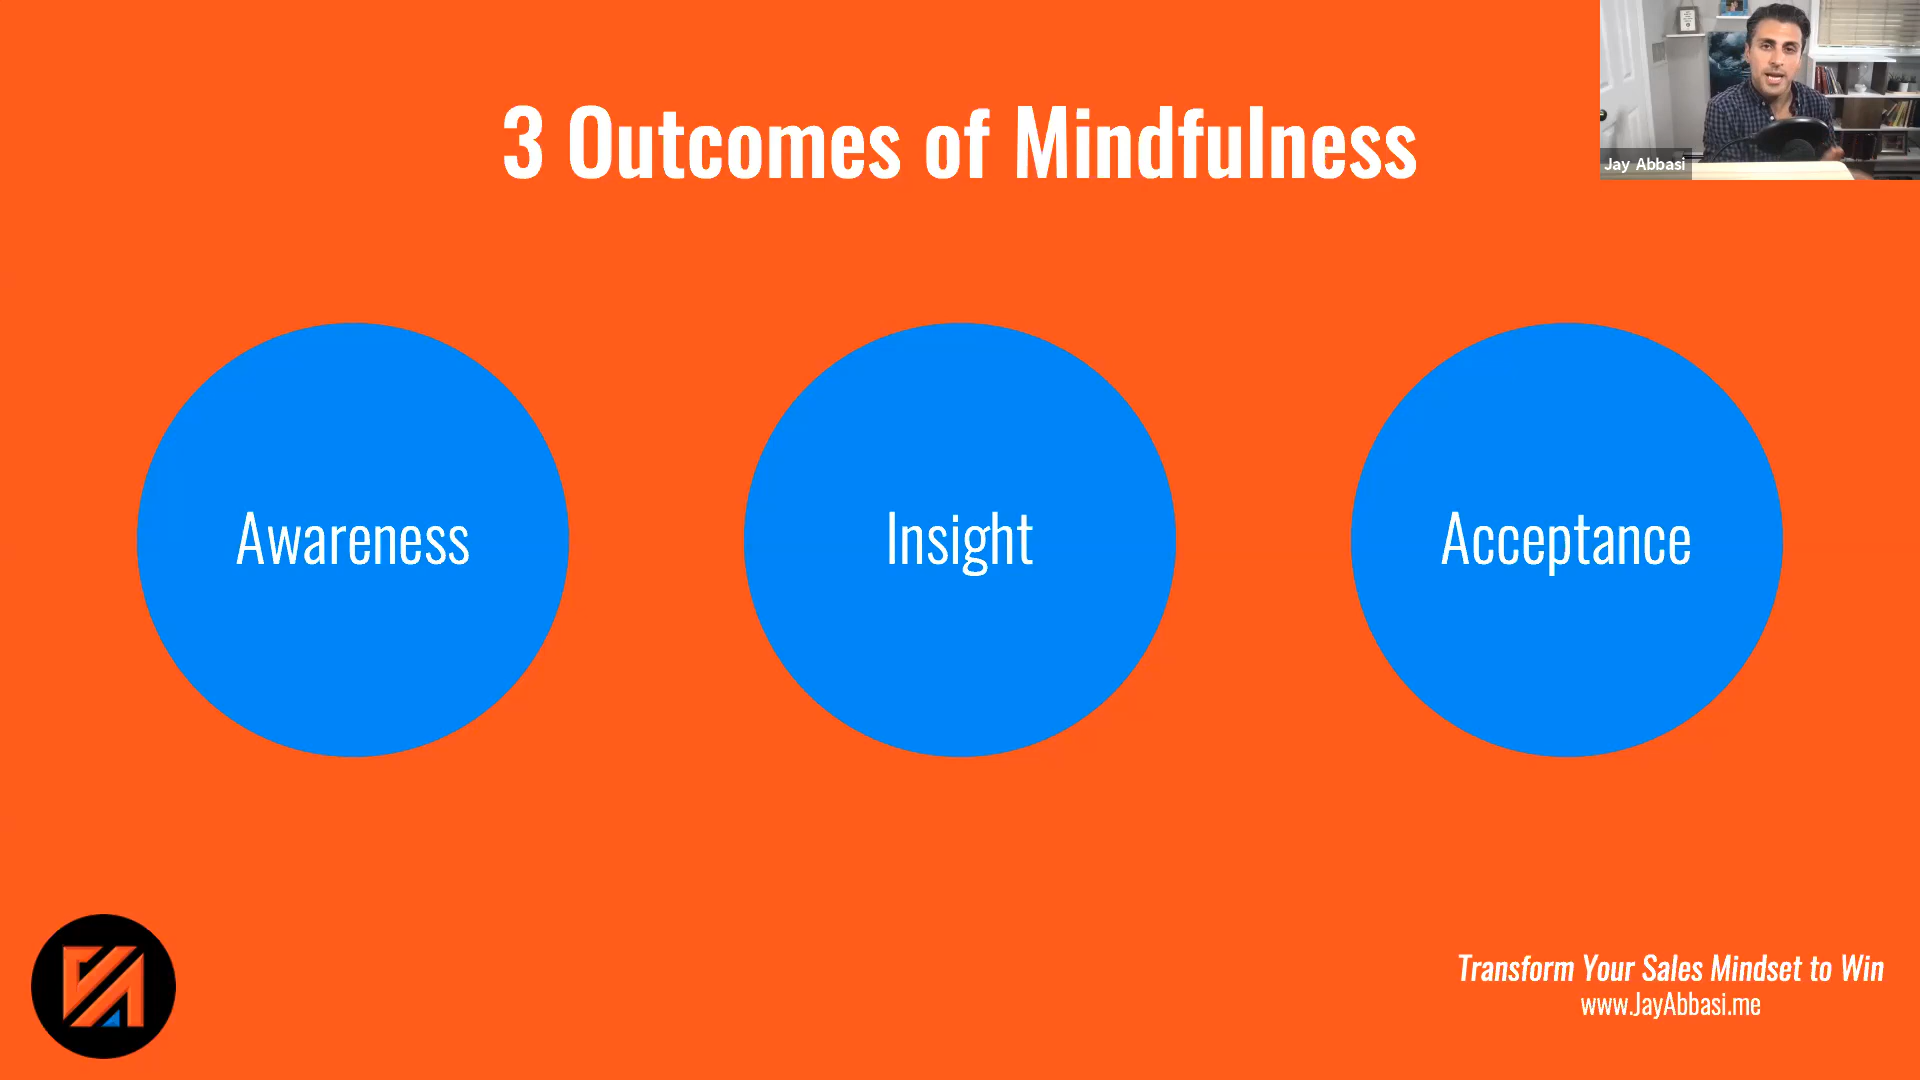 3 Outcomes of Mindfulness
Jay Abbasi
Awareness
Insight
Acceptance
Transform Your Sales Mindset to Win
www.JayAbbasi.me